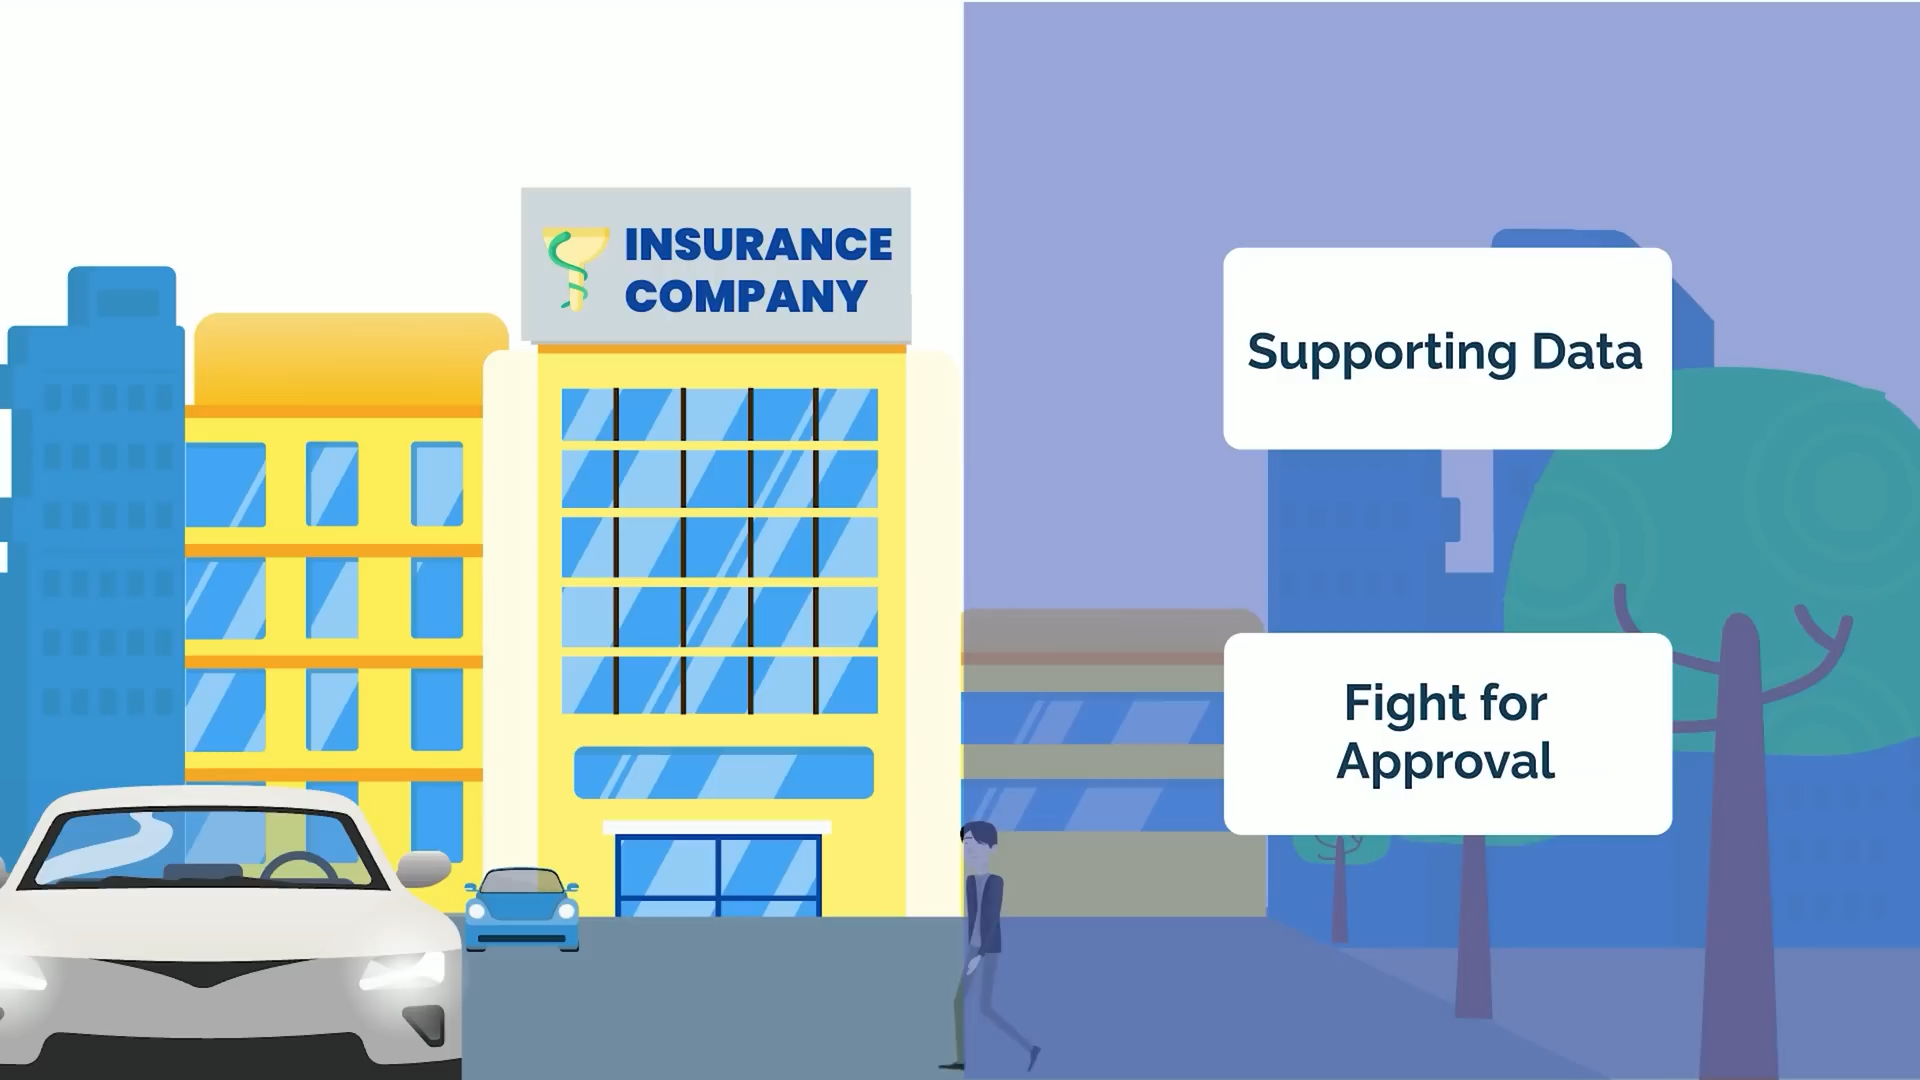 INSURANCE
COMPANY
Supporting Data
Fight for
Approval